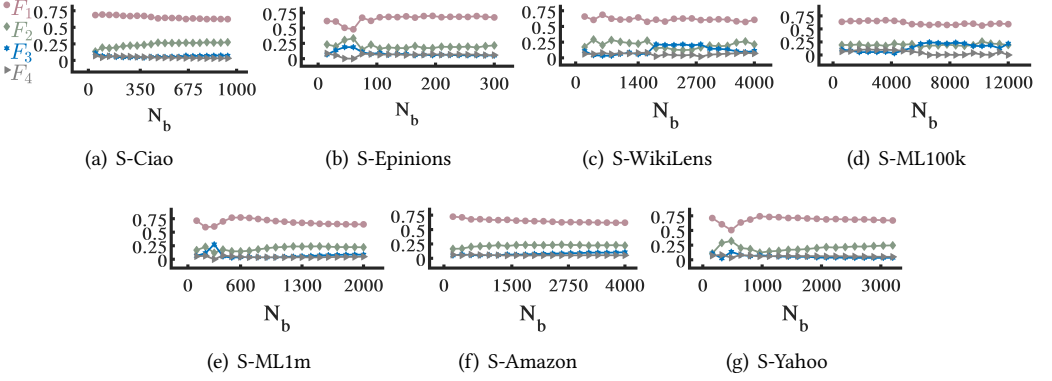 F1
F2
F3
F4
0.75
0.5
0.25
0
0 350 675 1000
Nb
(a) S-Ciao
0.75
0.5
0.25
0
0 100 200 300
Nb
(b) S-Epinions
0.75
0.5
0.25
0
0 1400 2700 4000
Nb
(c) S-WikiLens
0.75
0.5
0.25
0
0 4000 8000 12000
Nb
(d) S-ML100k
0.75
0.5
0.25
0
0 600 1300 2000
Nb
(e) S-ML1m
0.75
0.5
0.25
0
0 1500 2750 4000
Nb
(f) S-Amazon
0.75
0.5
0.25
0
0 1000 2000 3000
Nb
(g) S-Yahoo